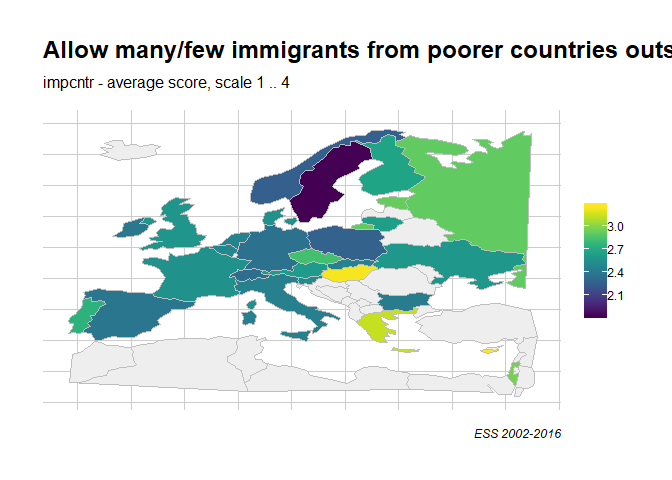 Allow many/few immigrants from poorer countries outs
impcntr - average score, scale 1 .. 4
3.0
2.7
2.4
2.1
ESS 2002-2016